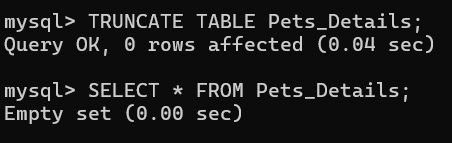 mysql> TRUNCATE TABLE Pets_Details;
Query OK, 0 rows affected (0.04 sec)
mysql> SELECT * FROM Pets_Details;
Empty set (0.00 sec)